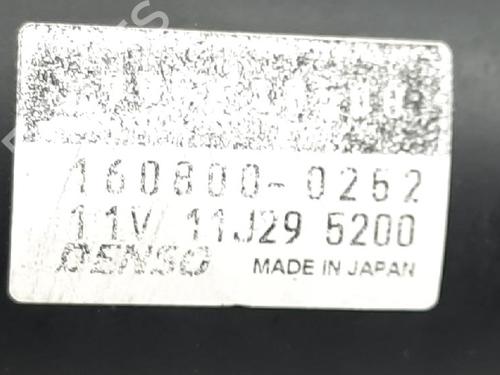 160800-0252
11V 11J29 5200
DENSO MADE IN JAPAN